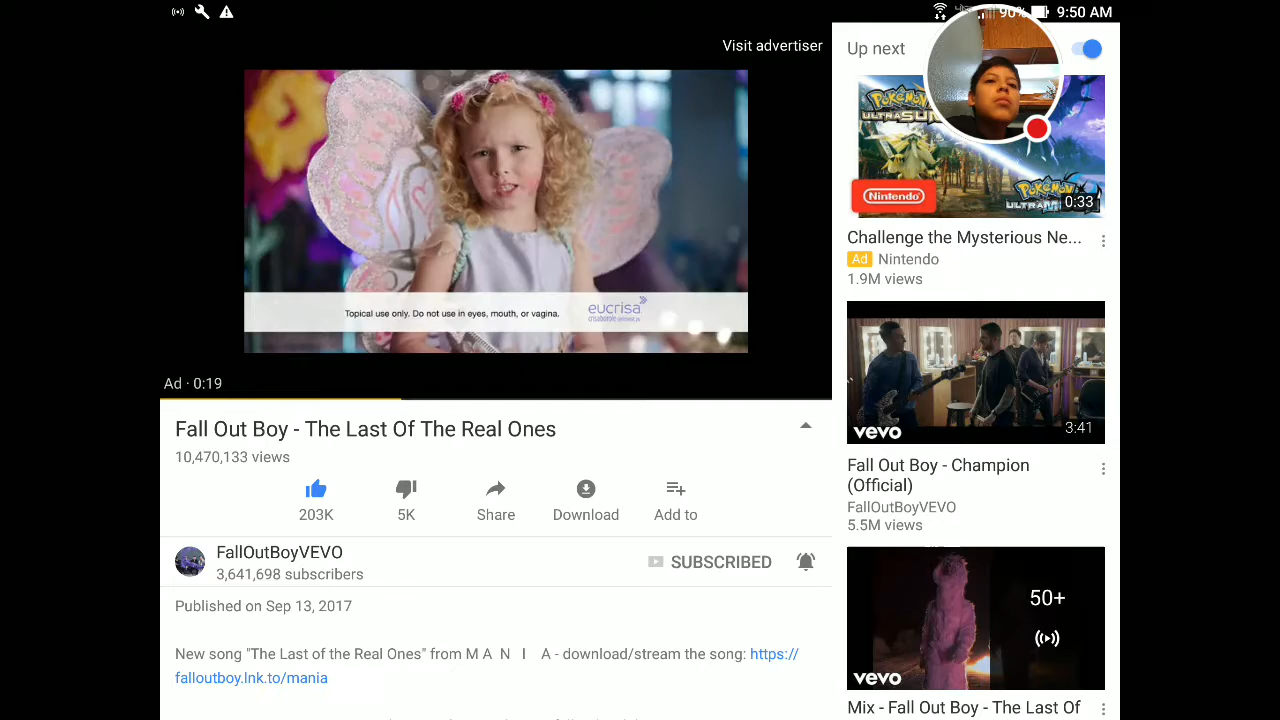 90%
9:50 AM
Visit advertiser
Topical use only. Do not use in eyes, mouth, or vagina.
eucrisa
Ad · 0:19
Fall Out Boy - The Last Of The Real Ones
10,470,133 views
203K
5K
Share
Download
Add to
FallOutBoyVEVO
3,641,698 subscribers
SUBSCRIBED
Published on Sep 13, 2017
New song "The Last of the Real Ones" from M A N I A - download/stream the song: https://
falloutboy.lnk.to/mania
Up next
POKÉMON
ULTRA SUN
Nintendo
POKÉMON
0:33
Challenge the Mysterious Ne...
Ad Nintendo
1.9M views
vevo
3:41
Fall Out Boy - Champion
(Official)
FallOutBoyVEVO
5.5M views
50+
vevo
Mix - Fall Out Boy - The Last Of